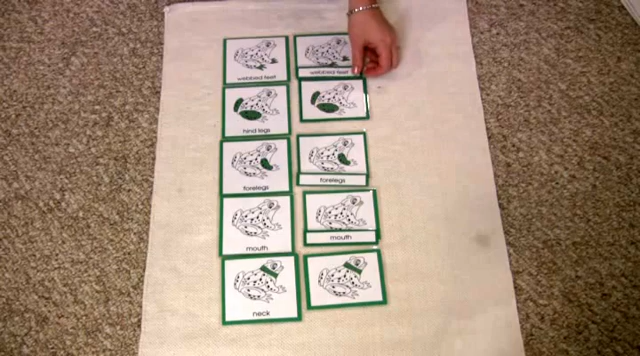 webbed feet
webbed feet
hind legs
forelegs
forelegs
mouth
mouth
neck